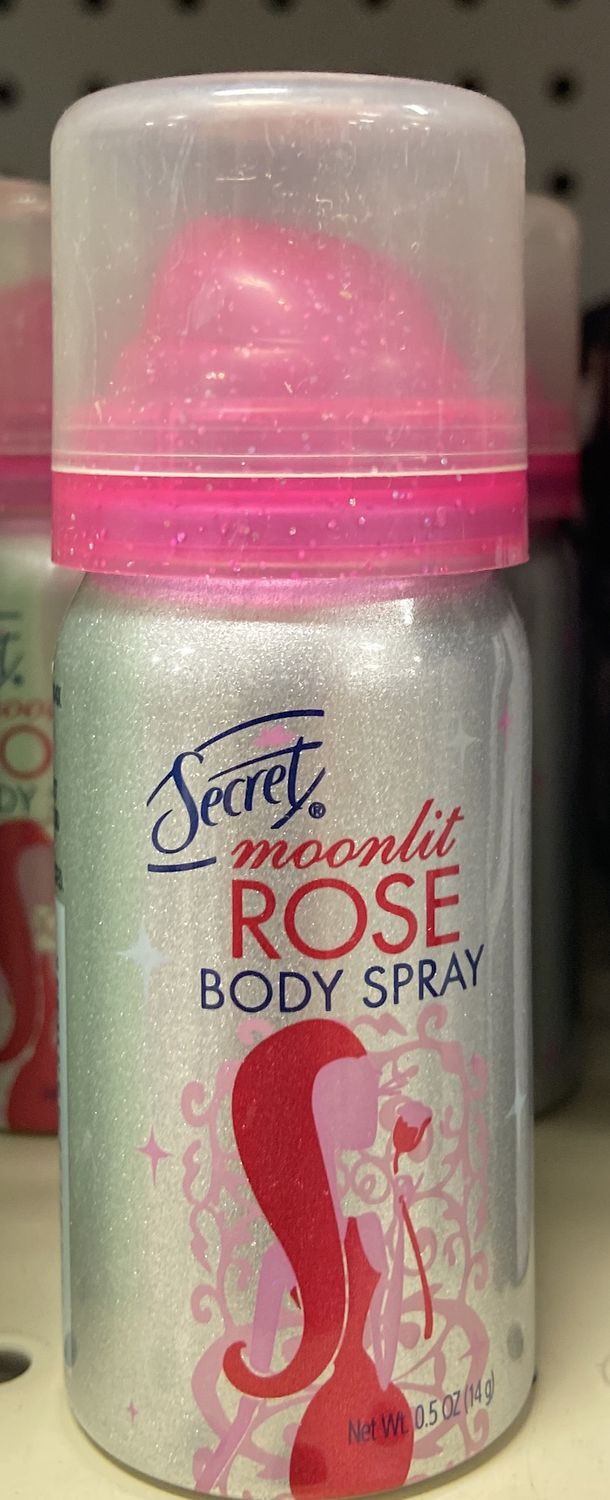 Secret®
moonlit
ROSE
BODY SPRAY
Net Wt. 0.5 OZ (14 g)